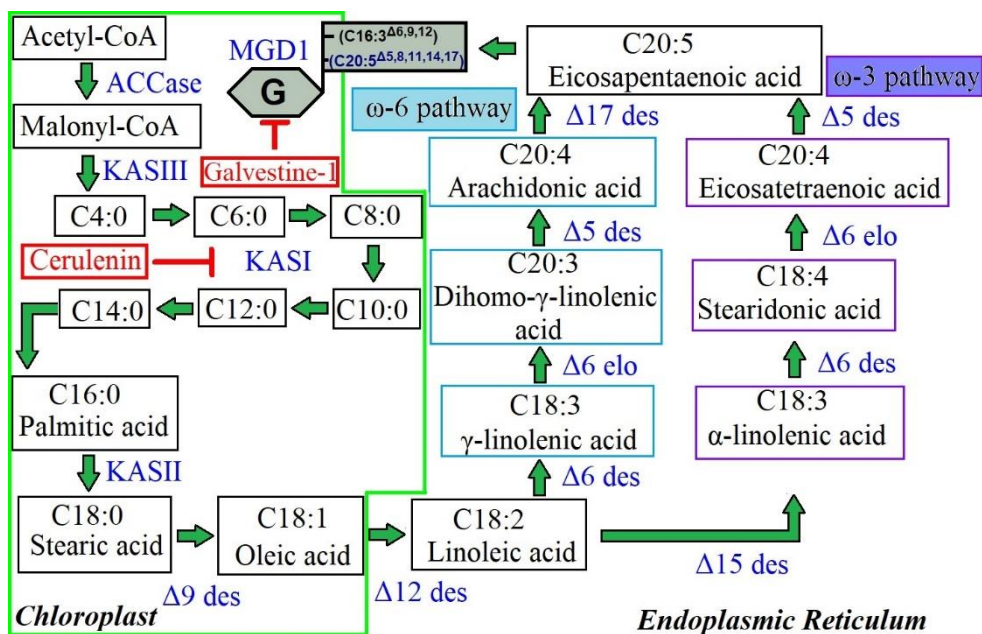 Acetyl-CoA
ACCase
Malonyl-CoA
KASIII
C4:0
C6:0
C8:0
Cerulenin
KASI
C14:0
C12:0
C10:0
C16:0
Palmitic acid
KASII
C18:0
Stearic acid
Δ9 des
C18:1
Oleic acid
Chloroplast
MGD1
G
(C16:3Δ6,9,12)
(C20:5Δ5,8,11,14,17)
Galvestine-1
Δ12 des
C18:2
Linoleic acid
Δ6 des
C18:3
γ-linolenic acid
Δ6 elo
C20:3
Dihomo-γ-linolenic
acid
Δ5 des
C20:4
Arachidonic acid
ω-6 pathway
Δ17 des
C20:5
Eicosapentaenoic acid
ω-3 pathway
Δ5 des
C20:4
Eicosatetraenoic acid
Δ6 elo
C18:4
Stearidonic acid
Δ6 des
C18:3
α-linolenic acid
Δ15 des
Endoplasmic Reticulum